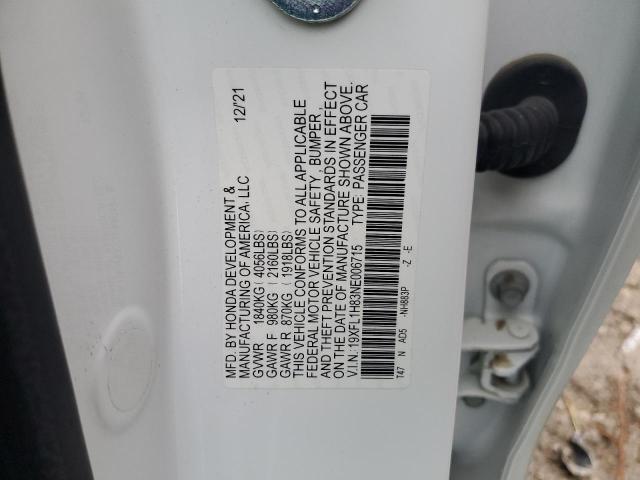 MFD. BY HONDA DEVELOPMENT & 12/'21
MANUFACTURING OF AMERICA, LLC
GVWR 1840KG (4056LBS)
GAWR F 980KG (2160LBS)
GAWR R 870KG (1918LBS)
THIS VEHICLE CONFORMS TO ALL APPLICABLE
FEDERAL MOTOR VEHICLE SAFETY, BUMPER,
AND THEFT PREVENTION STANDARDS IN EFFECT
ON THE DATE OF MANUFACTURE SHOWN ABOVE.
V.I.N: 19XFL1H83NE006715 TYPE: PASSENGER CAR
T47 N AD5 -NH883P -Z -E